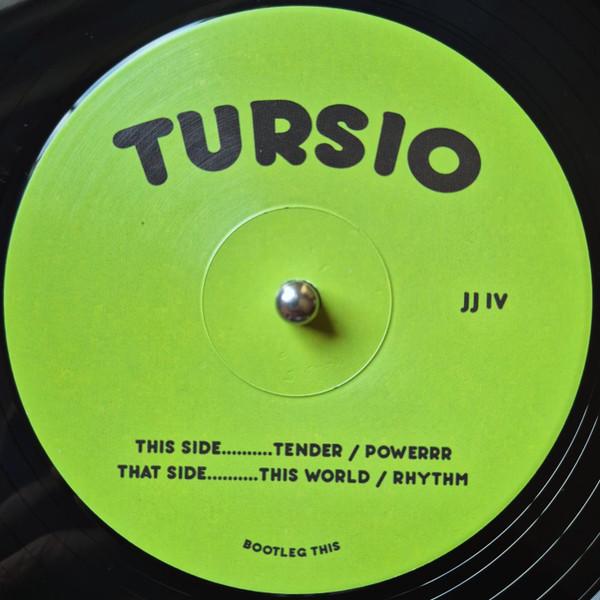 TURSIO
JJ IV
THIS SIDE..........TENDER / POWERRR
THAT SIDE..........THIS WORLD / RHYTHM
BOOTLEG THIS